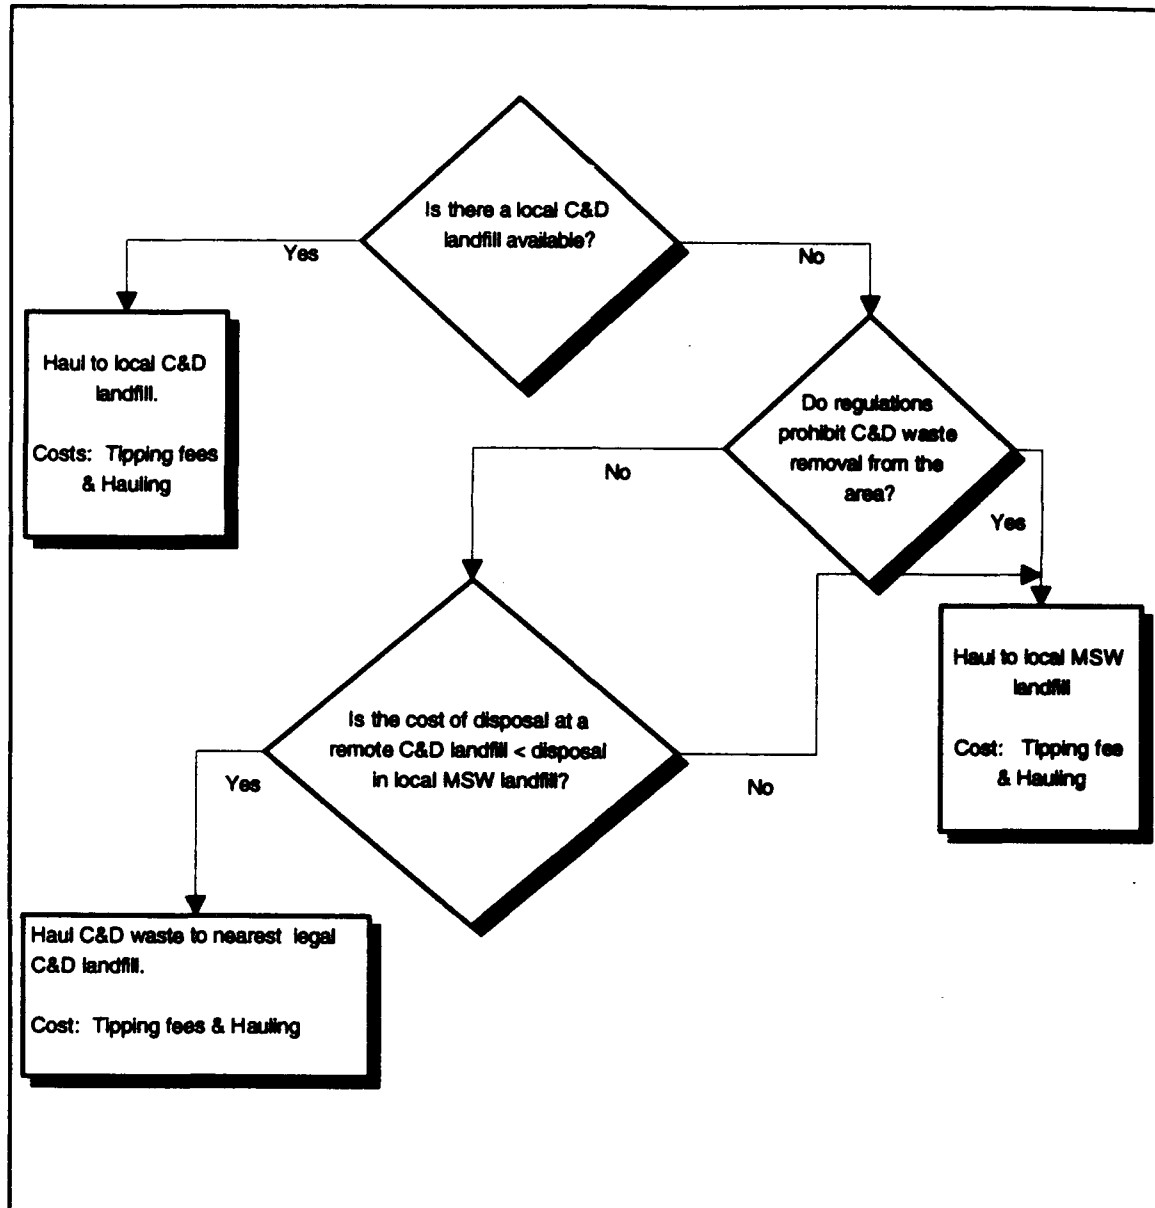 Is there a local C&D
landfill available?
Yes
No
Haul to local C&D
landfill.
Costs: Tipping fees
& Hauling
Do regulations
prohibit C&D waste
removal from the
area?
No
Yes
Haul to local MSW
landfill
Cost: Tipping fee
& Hauling
Is the cost of disposal at a
remote C&D landfill < disposal
in local MSW landfill?
Yes
No
Haul C&D waste to nearest legal
C&D landfill.
Cost: Tipping fees & Hauling